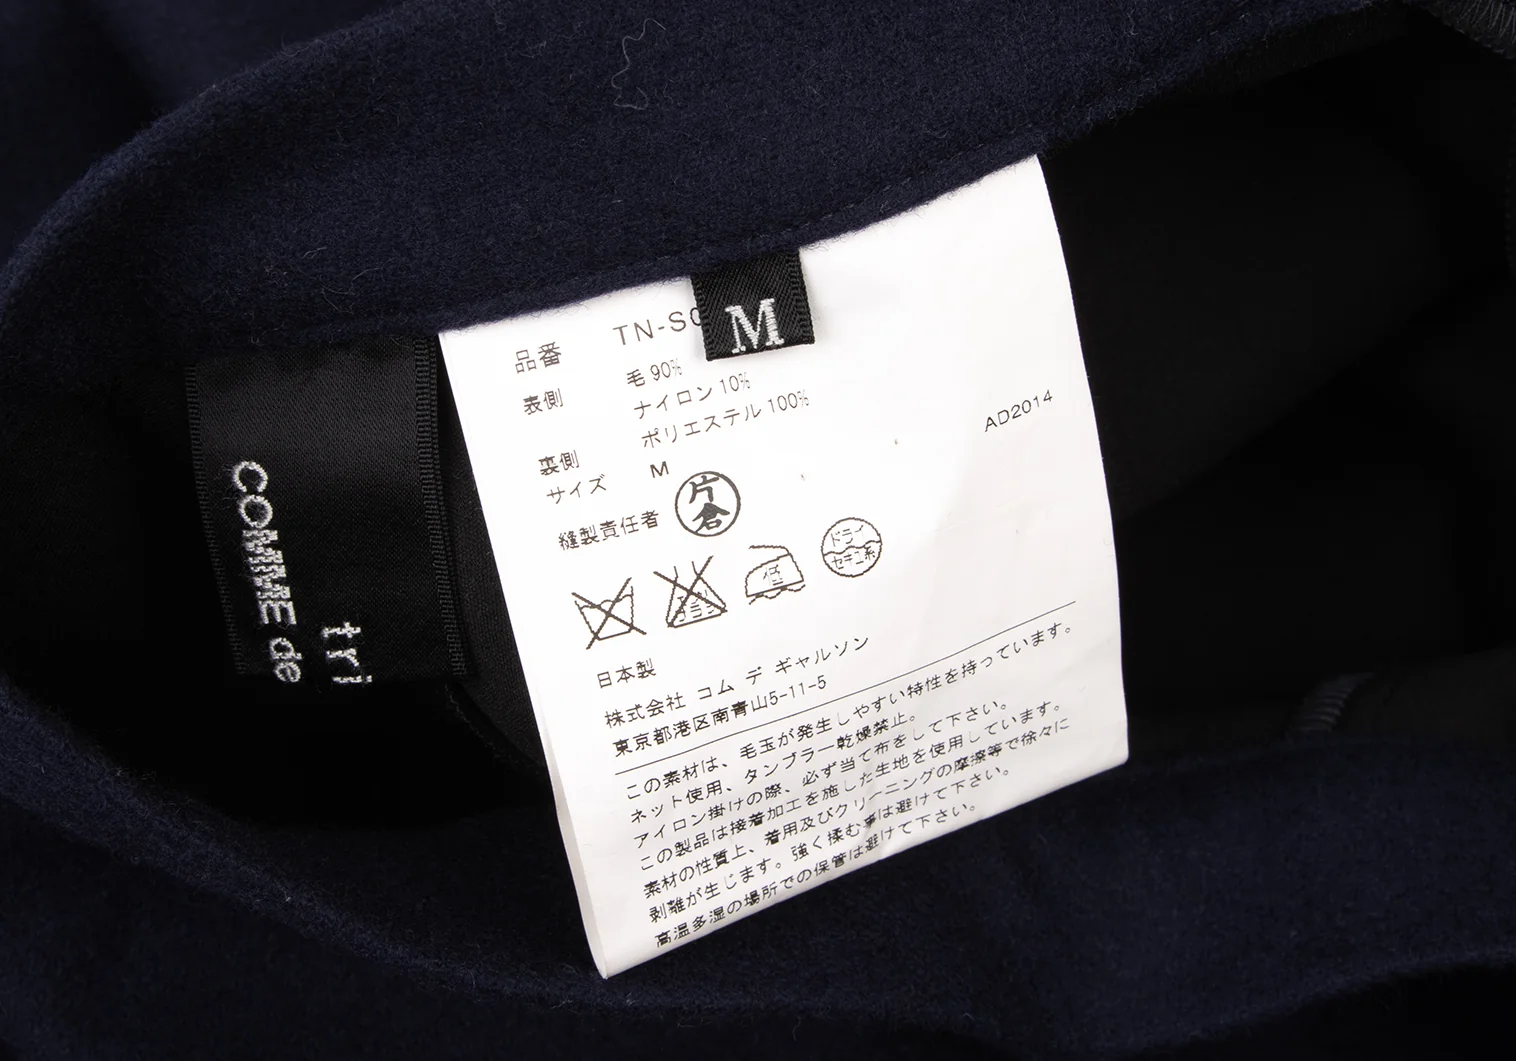 COMME de
tri
M
品番 TN-S
表側 毛 90%
ナイロン 10%
裏側 ポリエステル 100%
サイズ M
AD2014
縫製責任者 片倉
低
ドライ
セキユ系
日本製
株式会社 コム デ ギャルソン
東京都港区南青山5-11-5
この素材は、毛玉が発生しやすい特性を持っています。
ネット使用、タンブラー乾燥禁止。
アイロン掛けの際、必ず当て布をして下さい。
この製品は接着加工を施した生地を使用しています。
素材の性質上、着用及びクリーニングの摩擦等で徐々に
剥離が生じます。強く揉む事は避けて下さい。
高温多湿の場所での保管は避けて下さい。